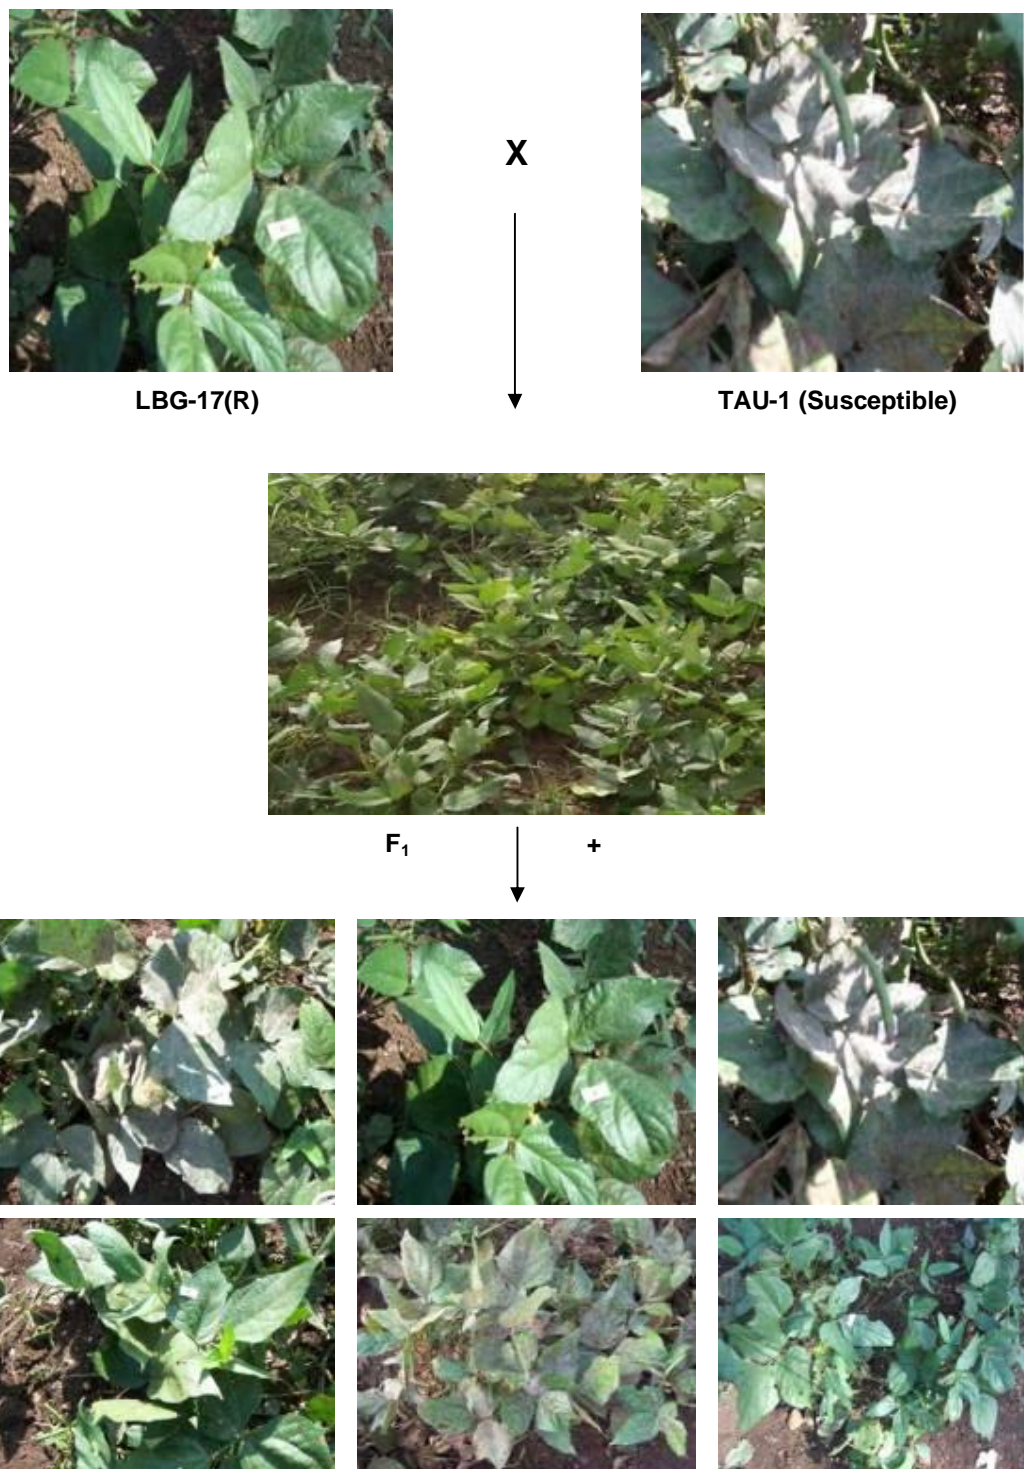 X
LBG-17(R)
TAU-1 (Susceptible)
F₁ +